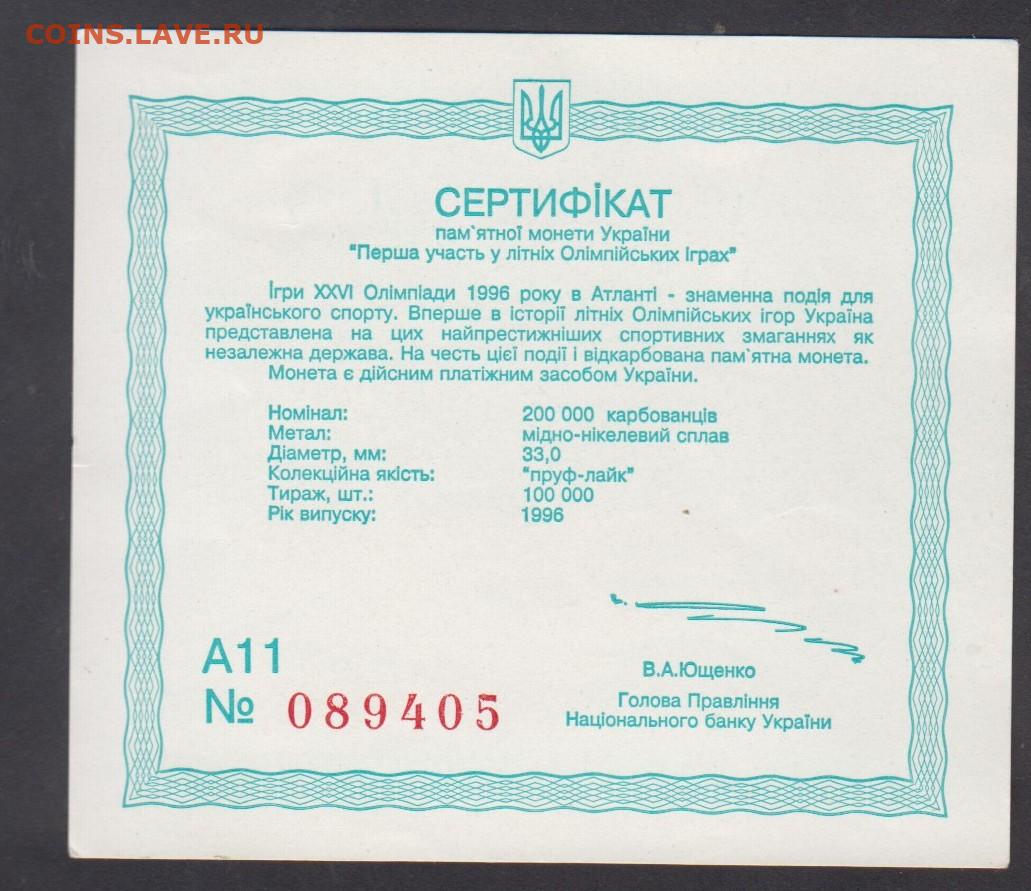 COINS.LAVE.RU
СЕРТИФІКАТ
пам`ятної монети України
"Перша участь у літніх Олімпійських Іграх"
Ігри XXVI Олімпіади 1996 року в Атланті - знаменна подія для
українського спорту. Вперше в історії літніх Олімпійських ігор Україна
представлена на цих найпрестижніших спортивних змаганнях як
незалежна держава. На честь цієї події і відкарбована пам`ятна монета.
Монета є дійсним платіжним засобом України.
Номінал: 200 000 карбованців
Метал: мідно-нікелевий сплав
Діаметр, мм: 33,0
Колекційна якість: "пруф-лайк"
Тираж, шт.: 100 000
Рік випуску: 1996
А11
№ 089405
В.А.Ющенко
Голова Правління
Національного банку України